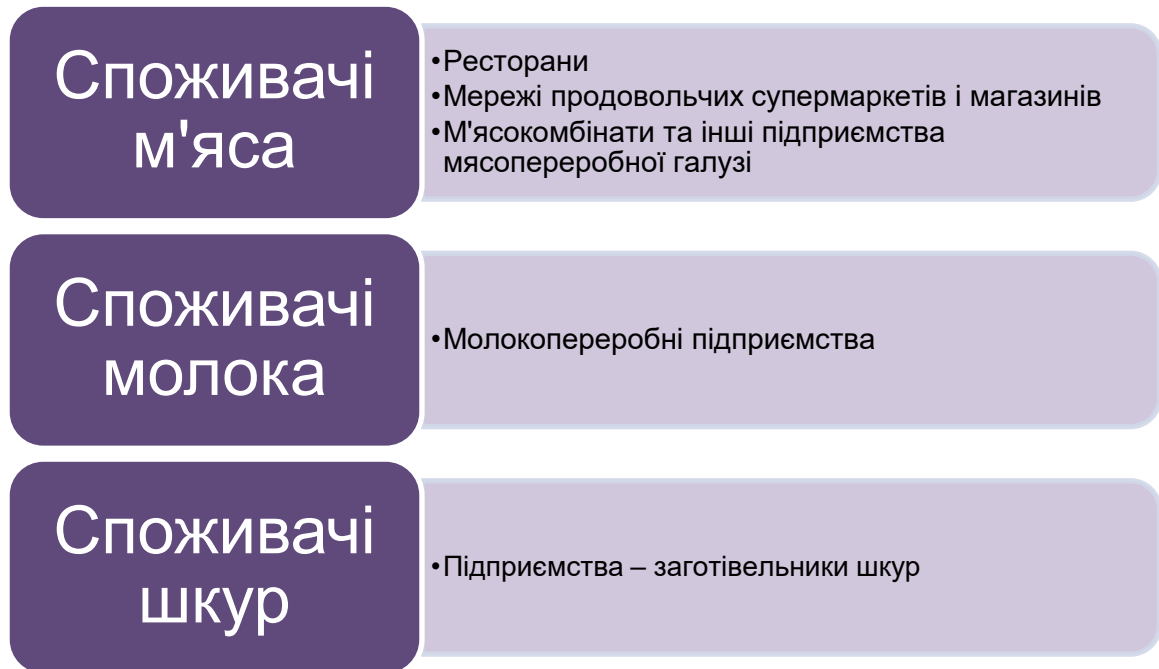 Споживачі
м'яса
•Ресторани
•Мережі продовольчих супермаркетів і магазинів
•М'ясокомбінати та інші підприємства
мясопереробної галузі
Споживачі
молока
•Молокопереробні підприємства
Споживачі
шкур
•Підприємства – заготівельники шкур